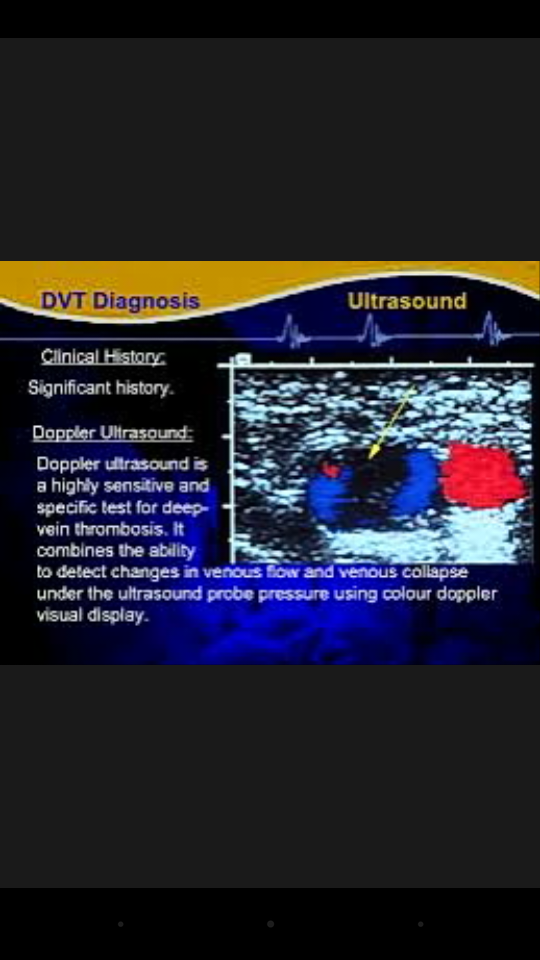 DVT Diagnosis
Ultrasound
Clinical History:
Significant history.
Doppler Ultrasound:
Doppler ultrasound is
a highly sensitive and
specific test for deep-
vein thrombosis. It
combines the ability
to detect changes in venous flow and venous collapse
under the ultrasound probe pressure using colour doppler
visual display.